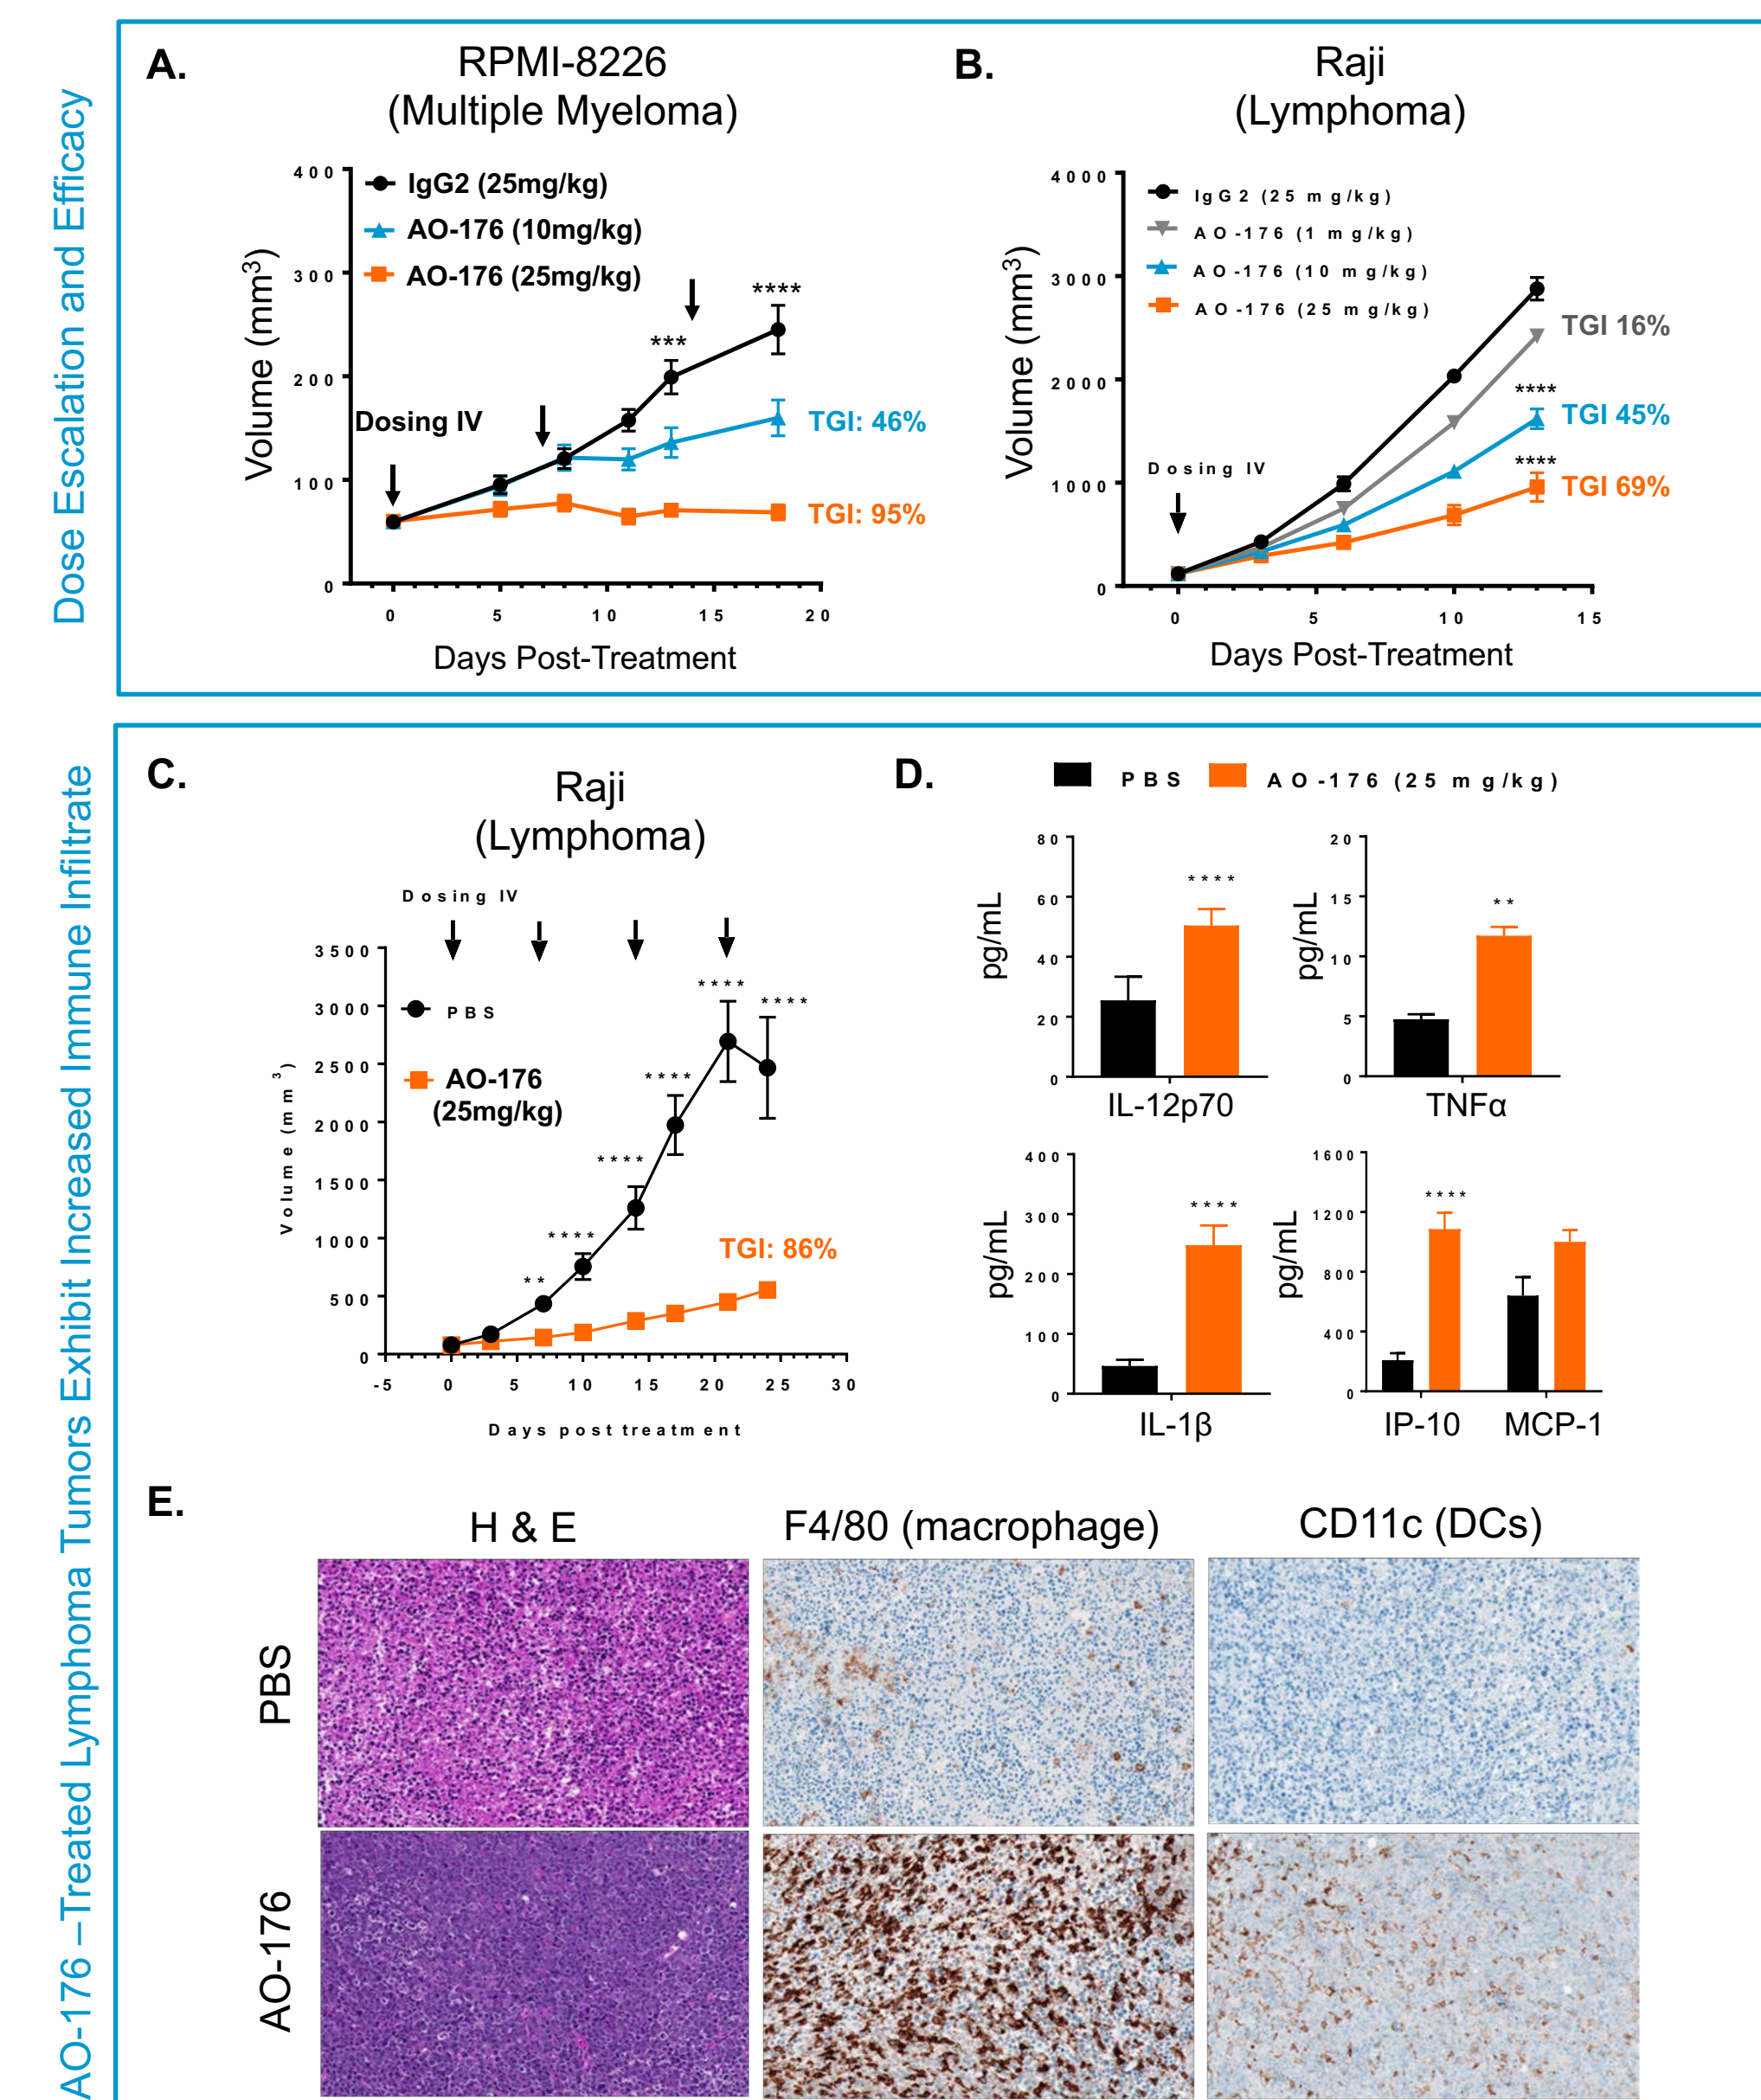 Dose Escalation and Efficacy
A.
RPMI-8226
(Multiple Myeloma)
400
300
200
100
0
Volume (mm³)
IgG2 (25mg/kg)
AO-176 (10mg/kg)
AO-176 (25mg/kg)
Dosing IV
***
****
TGI: 46%
TGI: 95%
0 5 10 15 20
Days Post-Treatment
B.
Raji
(Lymphoma)
4000
3000
2000
1000
0
Volume (mm³)
IgG2 (25 mg/kg)
AO-176 (1 mg/kg)
AO-176 (10 mg/kg)
AO-176 (25 mg/kg)
Dosing IV
TGI 16%
****
TGI 45%
****
TGI 69%
0 5 10 15
Days Post-Treatment
AO-176 –Treated Lymphoma Tumors Exhibit Increased Immune Infiltrate
C.
Raji
(Lymphoma)
Dosing IV
3500
3000
2500
2000
1500
1000
500
0
Volume (mm³)
PBS
AO-176
(25mg/kg)
**
****
****
****
****
****
TGI: 86%
-5 0 5 10 15 20 25 30
Days post treatment
D.
PBS AO-176 (25 mg/kg)
80
60
40
20
0
pg/mL
****
IL-12p70
20
15
10
5
0
pg/mL
**
TNFα
400
300
200
100
0
pg/mL
****
IL-1β
1600
1200
800
400
0
pg/mL
****
IP-10 MCP-1
E.
H & E F4/80 (macrophage) CD11c (DCs)
PBS
AO-176